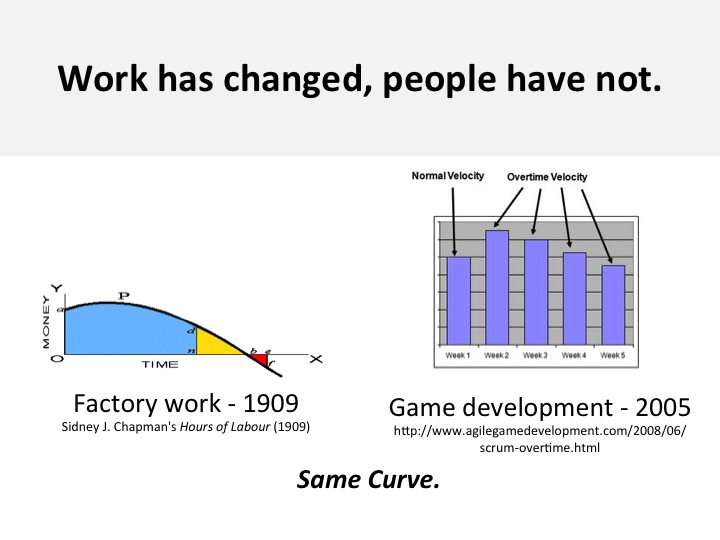 Work has changed, people have not.
Normal Velocity Overtime Velocity
Week 1 Week 2 Week 3 Week 4 Week 5
Y
P
a
MONEY
d
n b e
O X
f
TIME
Factory work - 1909
Sidney J. Chapman's Hours of Labour (1909)
Game development - 2005
http://www.agilegamedevelopment.com/2008/06/
scrum-overtime.html
Same Curve.